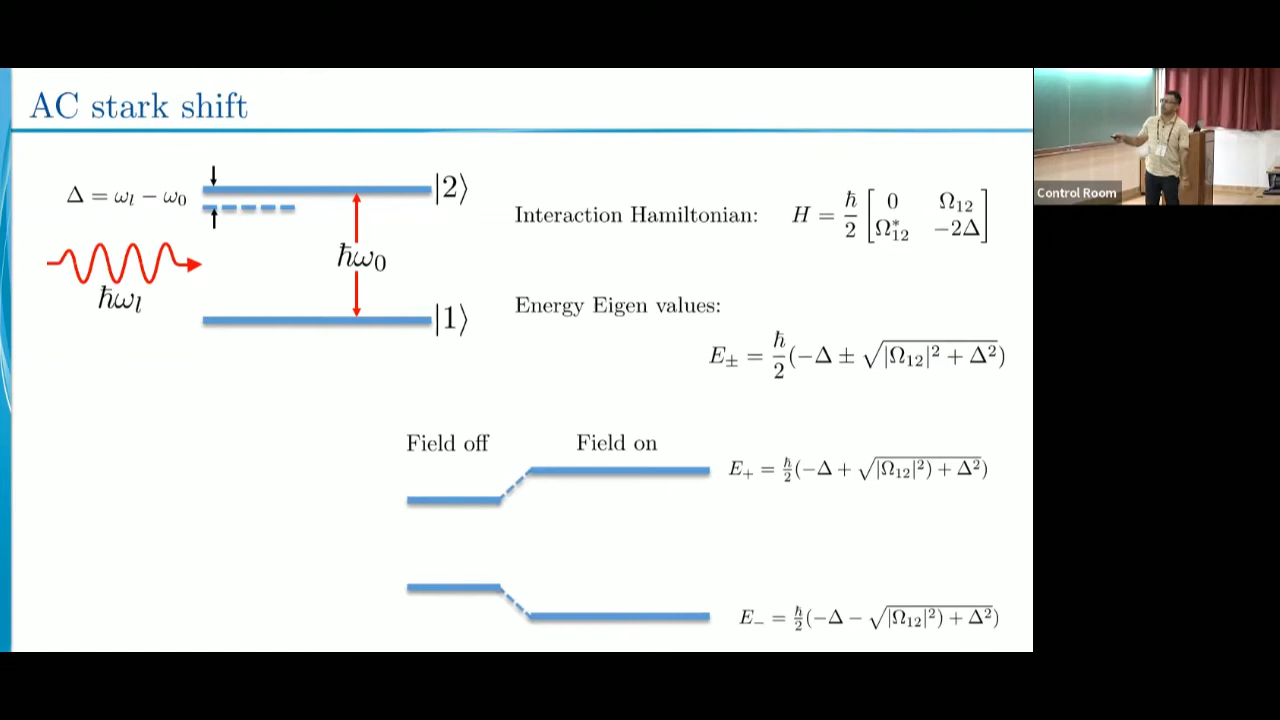 AC stark shift
Δ = ω_l − ω_0
|2⟩
ħω_0
ħω_l
|1⟩
Interaction Hamiltonian: H = ħ/2 [ 0 Ω_12 ; Ω*_12 −2Δ ]
Energy Eigen values:
E_± = ħ/2 (−Δ ± √(|Ω_12|² + Δ²))
Field off
Field on
E_+ = ħ/2 (−Δ + √(|Ω_12|²) + Δ²)
E_− = ħ/2 (−Δ − √(|Ω_12|²) + Δ²)
Control Room